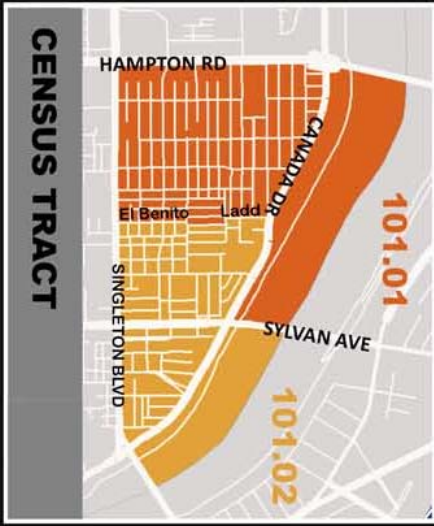 CENSUS TRACT
HAMPTON RD
CANADA DR
101.01
El Benito
Ladd
SINGLETON BLVD
SYLVAN AVE
101.02